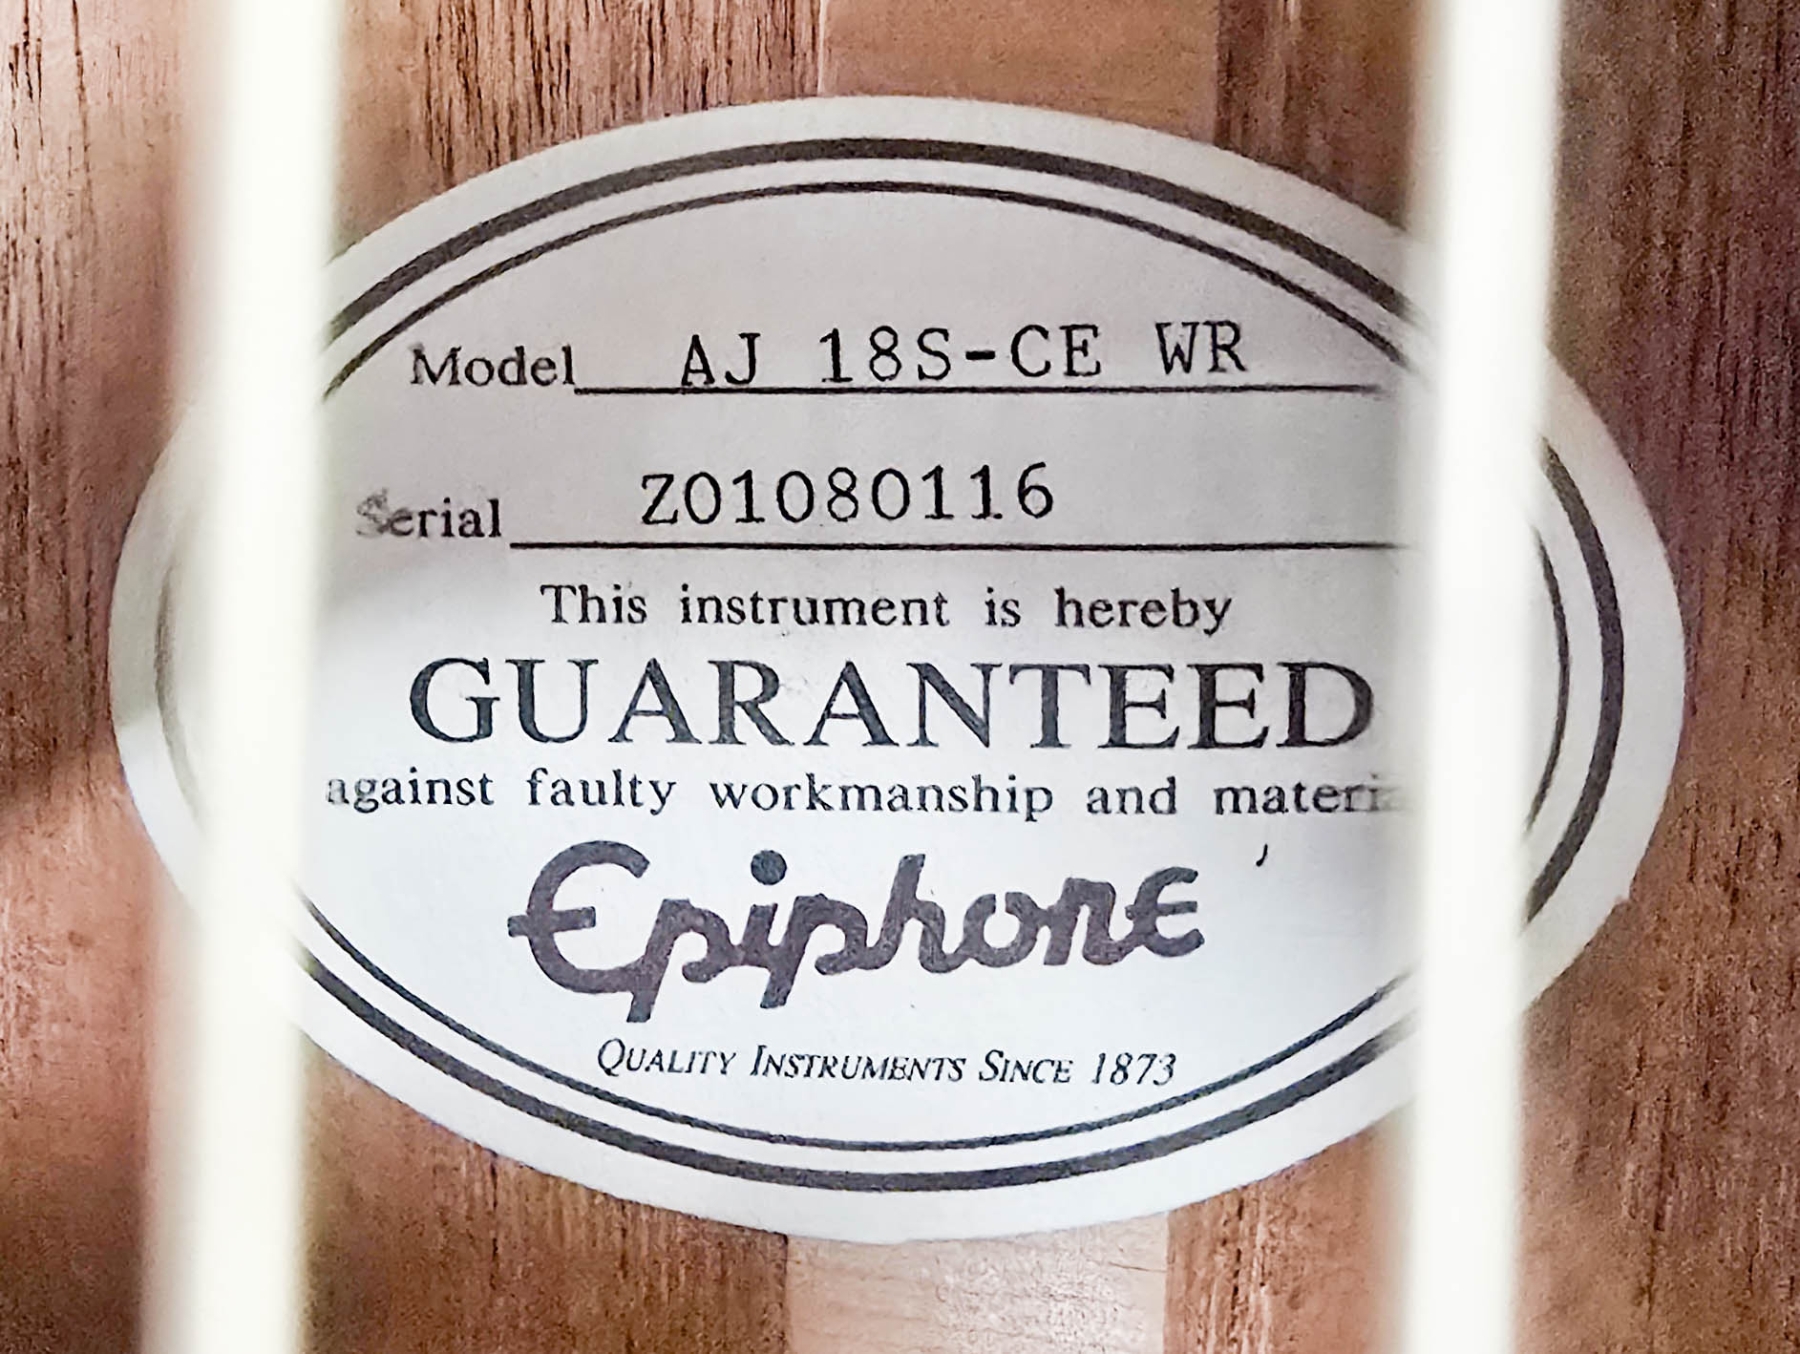 Model AJ 18S-CE WR
Serial Z01080116
This instrument is hereby
GUARANTEED
against faulty workmanship and
Epiphone
QUALITY INSTRUMENTS SINCE 1873